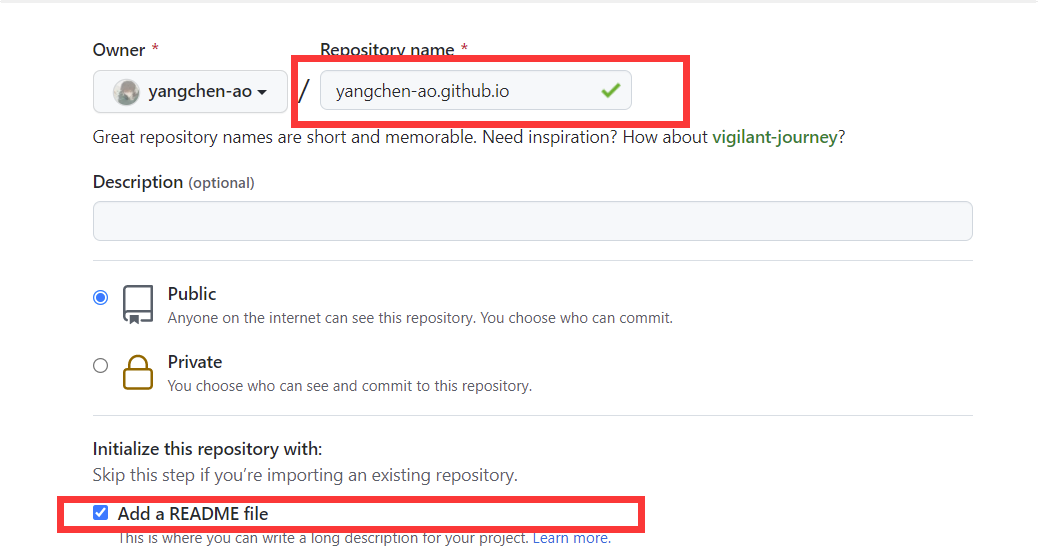 Owner *
Repository name *
yangchen-ao
/
yangchen-ao.github.io
Great repository names are short and memorable. Need inspiration? How about vigilant-journey?
Description (optional)
Public
Anyone on the internet can see this repository. You choose who can commit.
Private
You choose who can see and commit to this repository.
Initialize this repository with:
Skip this step if you’re importing an existing repository.
Add a README file
This is where you can write a long description for your project. Learn more.